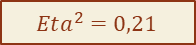 Eta² = 0,21